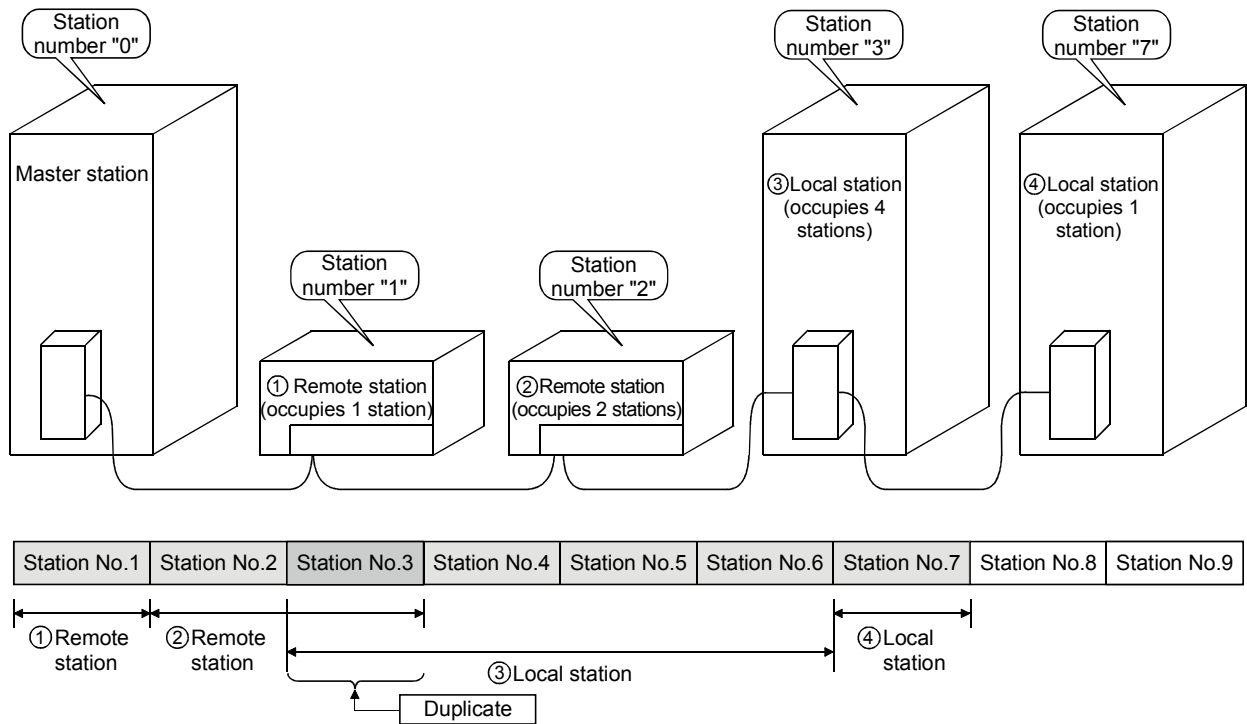 Station
number "0"
Station
number "3"
Station
number "7"
Master station
③Local station
(occupies 4
stations)
④Local station
(occupies 1
station)
Station
number "1"
Station
number "2"
① Remote station
(occupies 1 station)
②Remote station
(occupies 2 stations)
Station No.1 Station No.2 Station No.3 Station No.4 Station No.5 Station No.6 Station No.7 Station No.8 Station No.9
①Remote
station
②Remote
station
③Local station
④Local
station
Duplicate